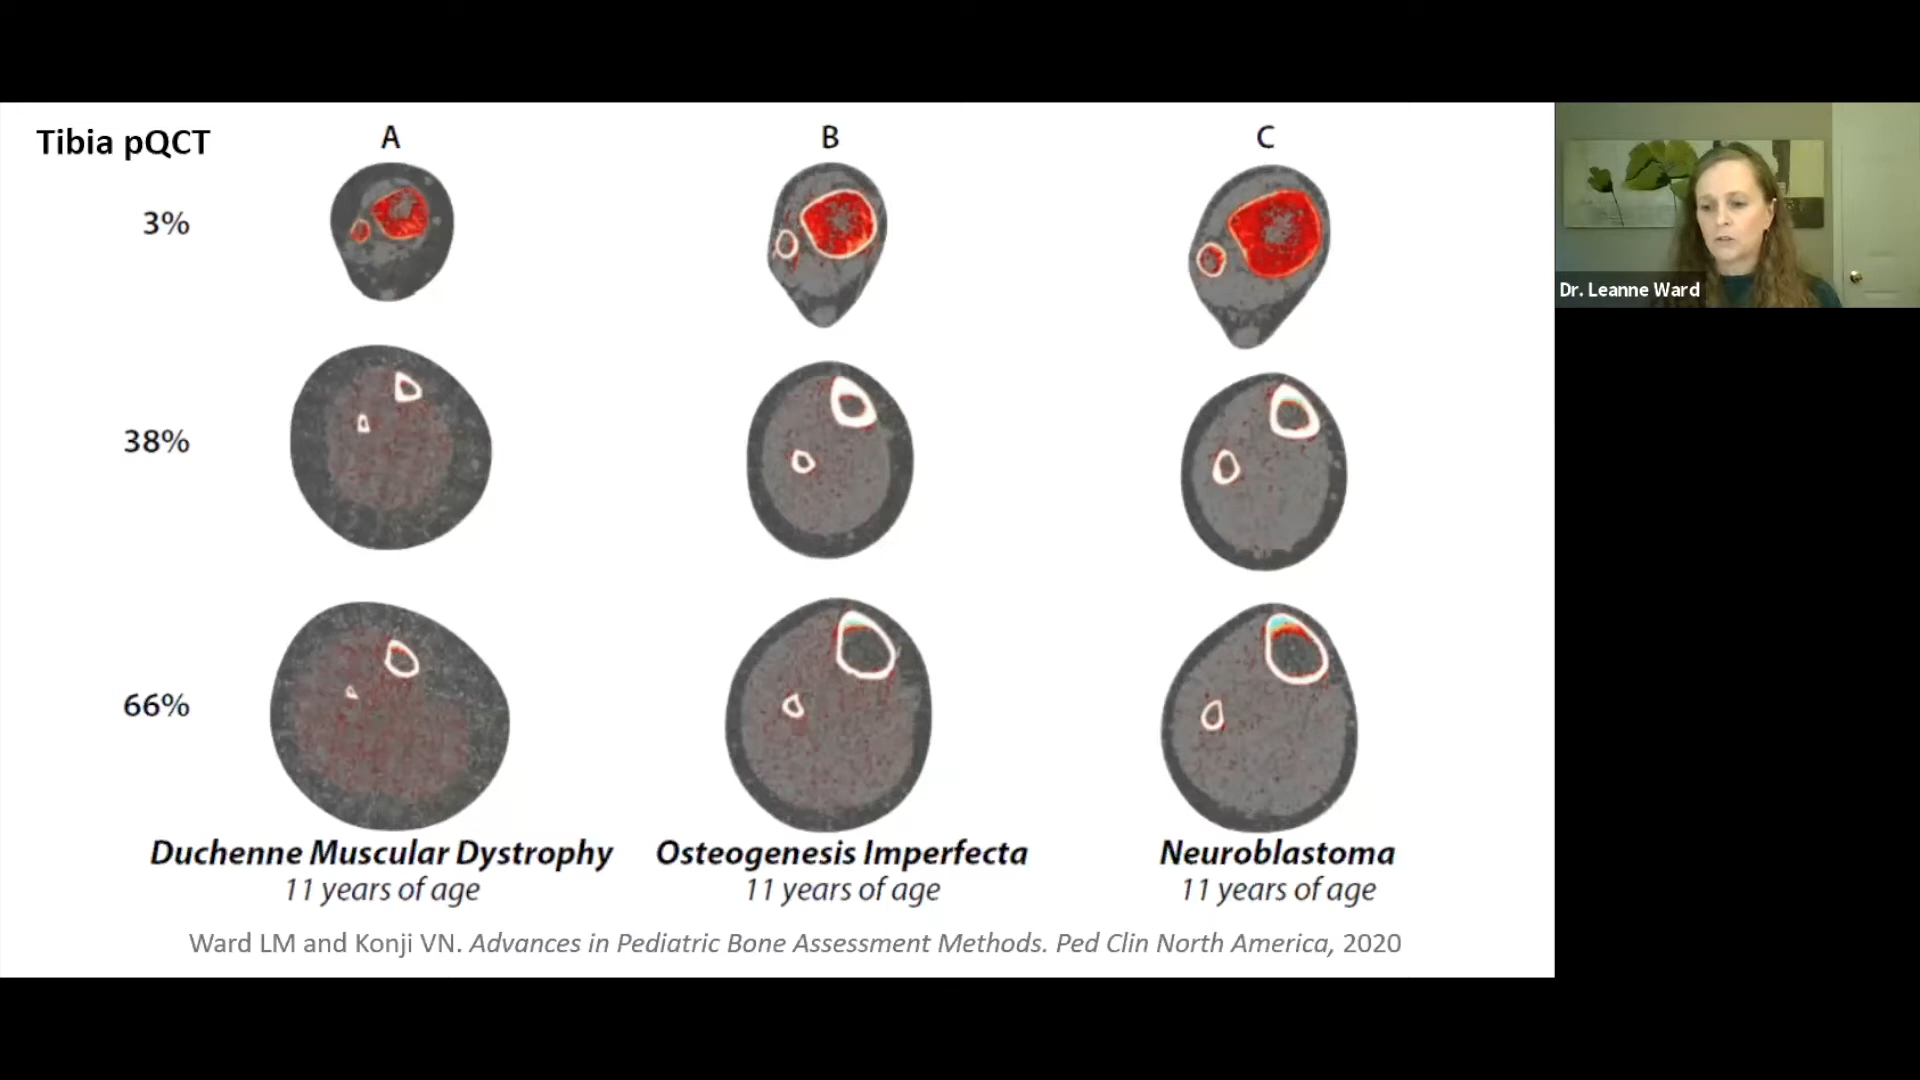 Tibia pQCT
A
B
C
3%
38%
66%
Duchenne Muscular Dystrophy
11 years of age
Osteogenesis Imperfecta
11 years of age
Neuroblastoma
11 years of age
Ward LM and Konji VN. Advances in Pediatric Bone Assessment Methods. Ped Clin North America, 2020
Dr. Leanne Ward